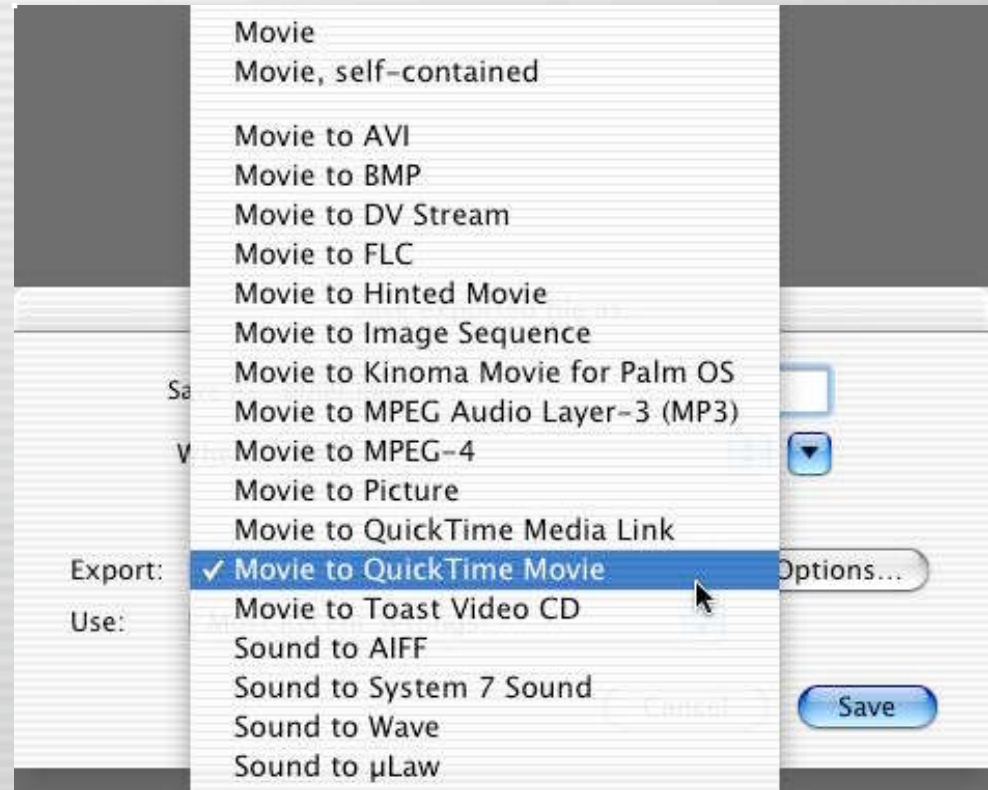 Movie
Movie, self-contained
Movie to AVI
Movie to BMP
Movie to DV Stream
Movie to FLC
Movie to Hinted Movie
Movie to Image Sequence
Movie to Kinoma Movie for Palm OS
Movie to MPEG Audio Layer-3 (MP3)
Movie to MPEG-4
Movie to Picture
Movie to QuickTime Media Link
Export: ✓ Movie to QuickTime Movie Options...
Use: Movie to Toast Video CD
Sound to AIFF
Sound to System 7 Sound
Cancel Save
Sound to Wave
Sound to µLaw